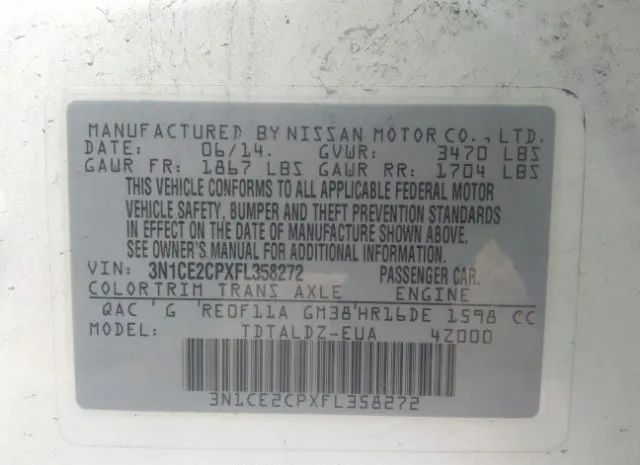 MANUFACTURED BY NISSAN MOTOR CO., LTD.
DATE: 06/14. GVWR: 3470 LBS
GAWR FR: 1867 LBS GAWR RR: 1704 LBS
THIS VEHICLE CONFORMS TO ALL APPLICABLE FEDERAL MOTOR
VEHICLE SAFETY, BUMPER AND THEFT PREVENTION STANDARDS
IN EFFECT ON THE DATE OF MANUFACTURE SHOWN ABOVE.
SEE OWNER'S MANUAL FOR ADDITIONAL INFORMATION.
VIN: 3N1CE2CPXFL358272 PASSENGER CAR.
COLOR TRIM TRANS AXLE ENGINE
QAC 'G 'RE0F11A GM38'HR16DE 1598 CC
MODEL: TDTALDZ-EUA 4Z000
3N1CE2CPXFL358272